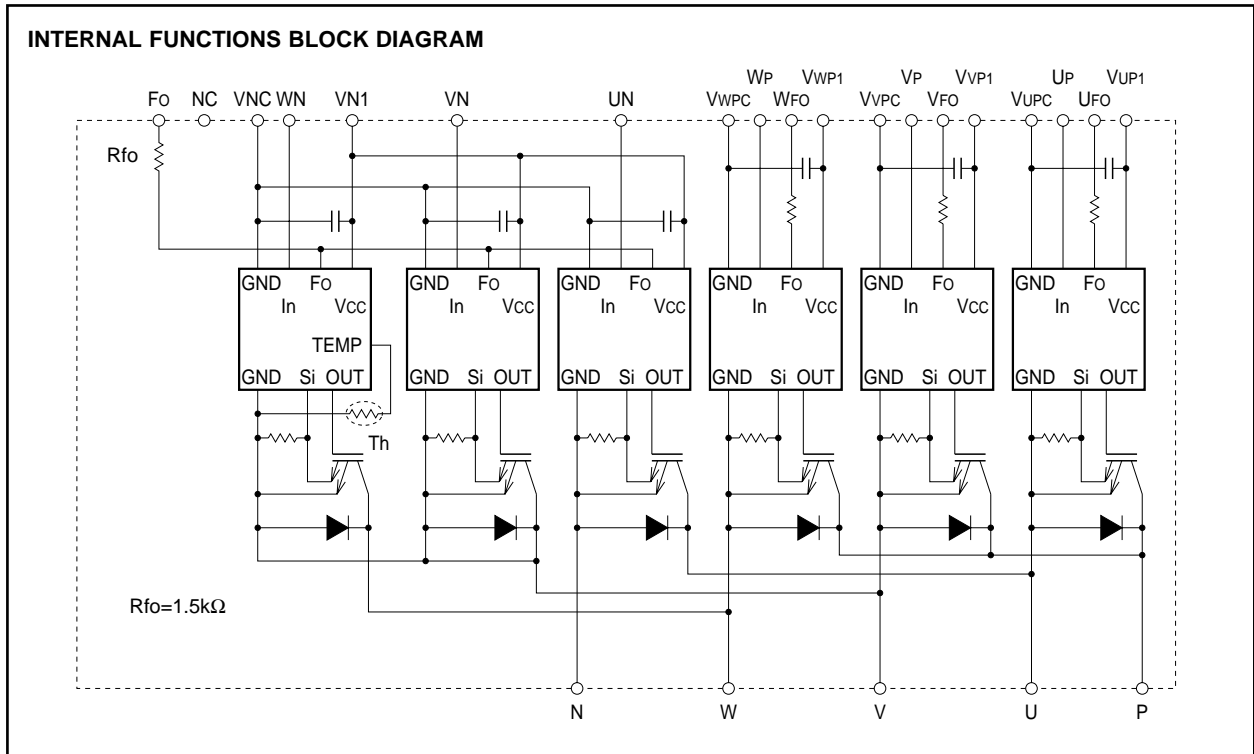 INTERNAL FUNCTIONS BLOCK DIAGRAM
WP VWP1 VP VVP1 UP VUP1
FO NC VNC WN VN1 VN UN VWPC WFO VVPC VFO VUPC UFO
Rfo
GND FO GND FO GND FO GND FO GND FO GND FO
In VCC In VCC In VCC In VCC In VCC In VCC
TEMP
GND Si OUT GND Si OUT GND Si OUT GND Si OUT GND Si OUT GND Si OUT
Th
Rfo=1.5kΩ
N W V U P